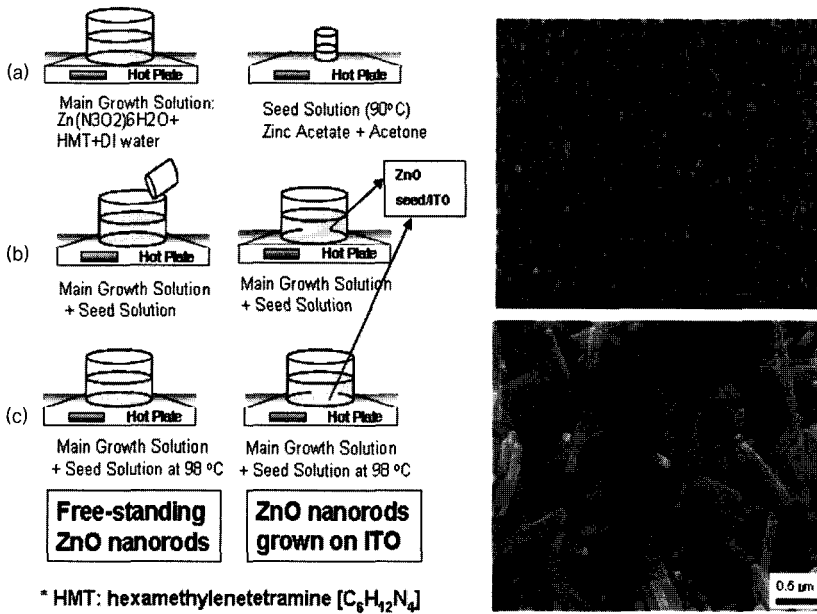 (a)
Hot Plate
Hot Plate
Main Growth Solution:
Zn(N3O2)6H2O+
HMT+DI water
Seed Solution (90°C)
Zinc Acetate + Acetone
ZnO
seed/ITO
(b)
Hot Plate
Hot Plate
Main Growth Solution
+ Seed Solution
Main Growth Solution
+ Seed Solution
(c)
Hot Plate
Hot Plate
Main Growth Solution
+ Seed Solution at 98 °C
Main Growth Solution
+ Seed Solution at 98 °C
Free-standing
ZnO nanorods
ZnO nanorods
grown on ITO
* HMT: hexamethylenetetramine [C₆H₁₂N₄]
0.5 µm